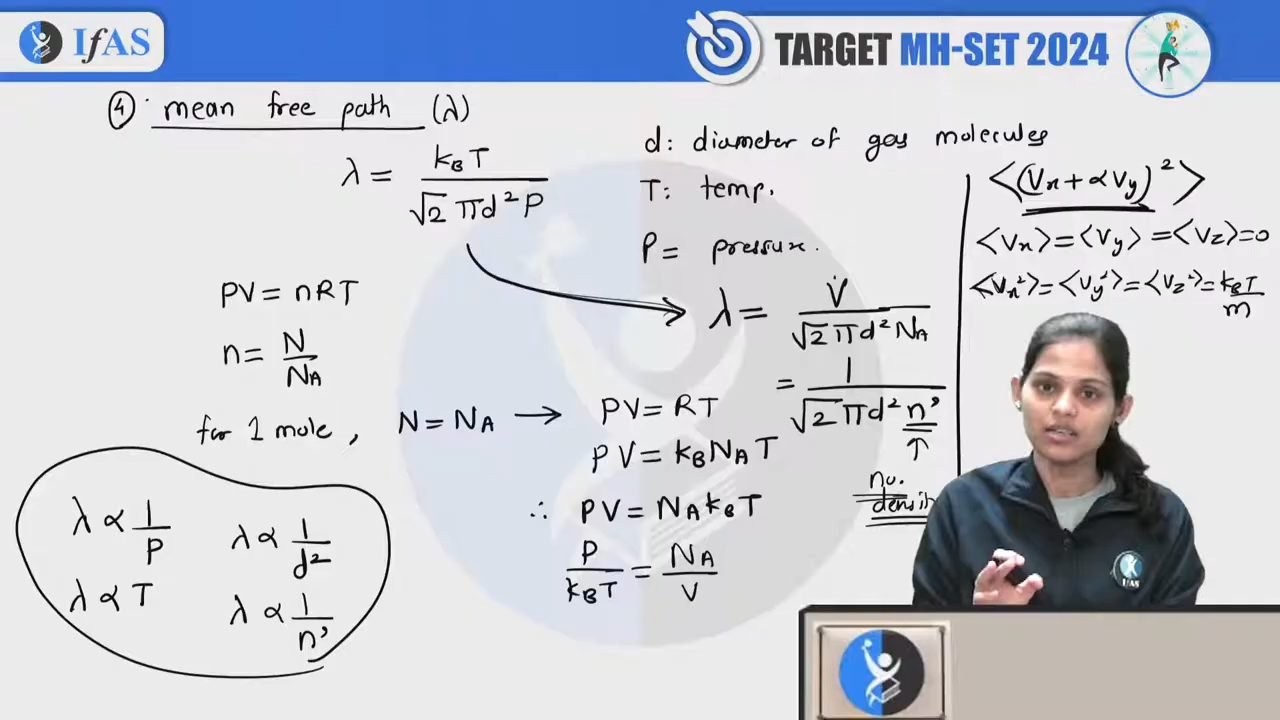 IfAS
TARGET MH-SET 2024
④. mean free path (λ)
λ = k_B T / √2 πd² P
d: diameter of gas molecules
T: temp.
P = pressure.
PV = nRT
n = N / N_A
for 1 mole, N = N_A → PV = RT
PV = k_B N_A T
∴ PV = N_A k_B T
P / k_B T = N_A / V
λ = V / √2 πd² N_A
= 1 / √2 πd² n'
↑
no.
λ ∝ 1/P
λ ∝ 1/d²
λ ∝ T
λ ∝ 1/n'
<(Vx + αVy)²>
<Vx> = <Vy> = <Vz> = 0
<Vx²> = <Vy²> = <Vz²> = k_B T / m
IfAS